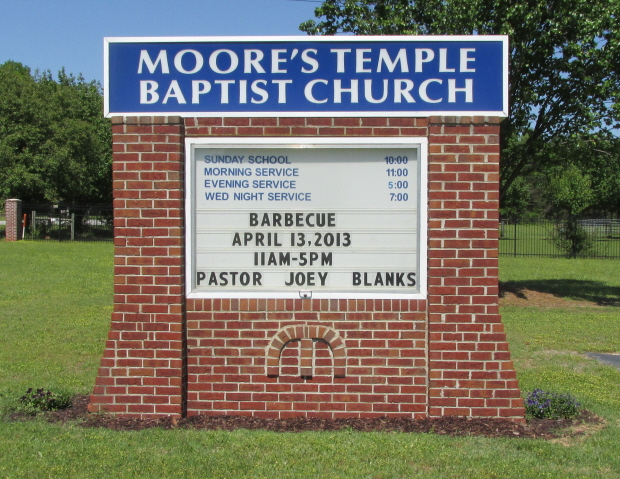 MOORE'S TEMPLE
BAPTIST CHURCH
SUNDAY SCHOOL 10:00
MORNING SERVICE 11:00
EVENING SERVICE 5:00
WED NIGHT SERVICE 7:00
BARBECUE
APRIL 13,2013
11AM-5PM
PASTOR JOEY BLANKS